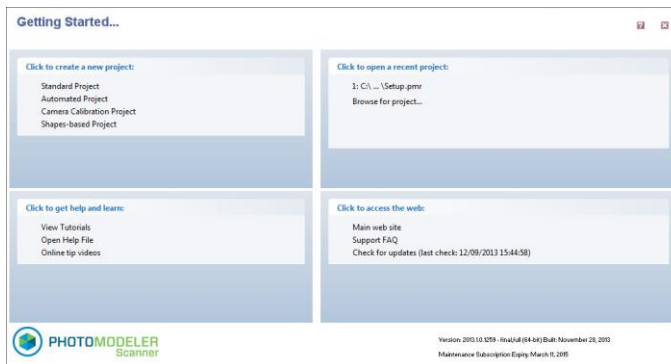 Getting Started...
Click to create a new project:
Standard Project
Automated Project
Camera Calibration Project
Shapes-based Project
Click to open a recent project:
1: C:\ ... \Setup.pmr
Browse for project...
Click to get help and learn:
View Tutorials
Open Help File
Online tip videos
Click to access the web:
Main web site
Support FAQ
Check for updates (last check: 12/09/2013 15:44:58)
PHOTOMODELER
Scanner
Version: 2013.1.0.1259 - final,full (64-bit) Built: November 28, 2013
Maintenance Subscription Expiry: March 11, 2015